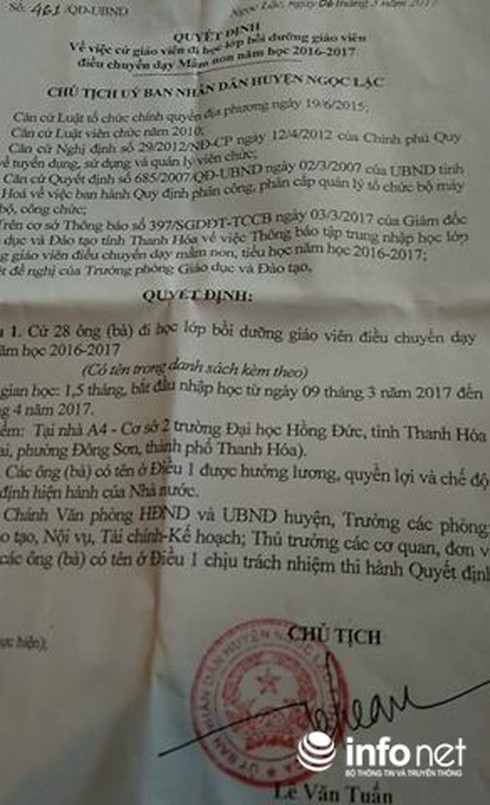 Số: 461 /QĐ-UBND
Ngọc Lặc, ngày 06 tháng 3 năm 2017
QUYẾT ĐỊNH
Về việc cử giáo viên đi học lớp bồi dưỡng giáo viên
điều chuyển dạy Mầm non năm học 2016-2017
CHỦ TỊCH UỶ BAN NHÂN DÂN HUYỆN NGỌC LẶC
Căn cứ Luật tổ chức chính quyền địa phương ngày 19/6/2015;
Căn cứ Luật viên chức năm 2010;
Căn cứ Nghị định số 29/2012/NĐ-CP ngày 12/4/2012 của Chính phủ Quy
về tuyển dụng, sử dụng và quản lý viên chức;
Căn cứ Quyết định số 685/2007/QĐ-UBND ngày 02/3/2007 của UBND tỉnh
Hoá về việc ban hành Quy định phân công, phân cấp quản lý tổ chức bộ máy
bộ, công chức;
Trên cơ sở Thông báo số 397/SGDĐT-TCCB ngày 03/3/2017 của Giám đốc
dục và Đào tạo tỉnh Thanh Hóa về việc Thông báo tập trung nhập học lớp
g giáo viên điều chuyển dạy mầm non, tiểu học năm học 2016-2017;
ét đề nghị của Trưởng phòng Giáo dục và Đào tạo,
QUYẾT ĐỊNH:
u 1. Cử 28 ông (bà) đi học lớp bồi dưỡng giáo viên điều chuyển dạy
ăm học 2016-2017
(Có tên trong danh sách kèm theo)
gian học: 1,5 tháng, bắt đầu nhập học từ ngày 09 tháng 3 năm 2017 đến
g 4 năm 2017.
iểm: Tại nhà A4 - Cơ sở 2 trường Đại học Hồng Đức, tỉnh Thanh Hóa
ai, phường Đông Sơn, thành phố Thanh Hóa).
. Các ông (bà) có tên ở Điều 1 được hưởng lương, quyền lợi và chế độ
định hiện hành của Nhà nước.
Chánh Văn phòng HĐND và UBND huyện, Trưởng các phòng:
o tạo, Nội vụ, Tài chính-Kế hoạch; Thủ trưởng các cơ quan, đơn v
các ông (bà) có tên ở Điều 1 chịu trách nhiệm thi hành Quyết định
CHỦ TỊCH
ực hiện);
infonet
BỘ THÔNG TIN VÀ TRUYỀN THÔNG
Lê Văn Tuấn